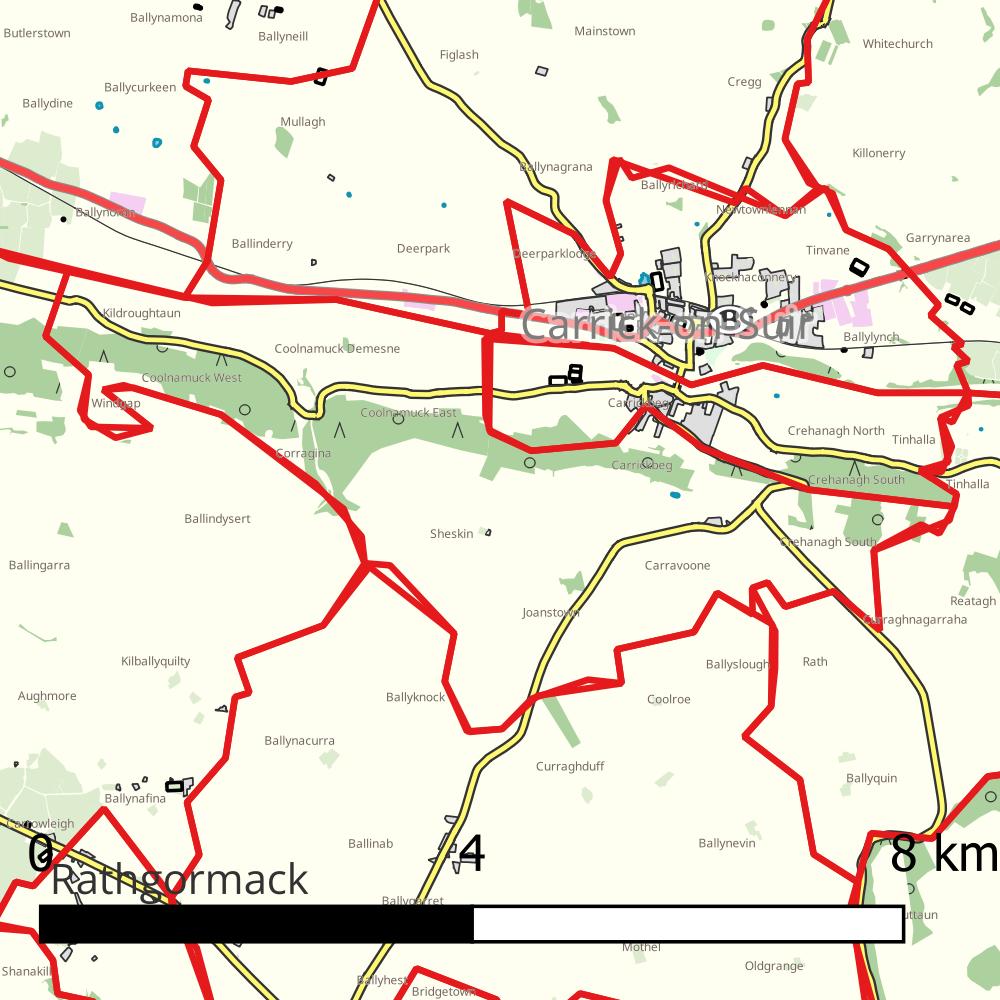 Ballynamona
Butlerstown
Ballyneill
Figlash
Mainstown
Whitechurch
Ballycurkeen
Cregg
Ballydine
Mullagh
Ballynagrana
Killonerry
Ballyrichard
Ballynoran
Newtownlennan
Ballinderry
Deerpark
Deerparklodge
Tinvane
Garrynarea
Knocknaconnery
Kildroughtaun
Carrick-on-Suir
Ballylynch
Coolnamuck Demesne
Coolnamuck West
Windgap
Coolnamuck East
Carrickbeg
Crehanagh North
Tinhalla
Corragina
Carrickbeg
Crehanagh South
Tinhalla
Ballindysert
Sheskin
Crehanagh South
Ballingarra
Carravoone
Reatagh
Joanstown
Curraghnagarraha
Kilballyquilty
Ballyslough
Rath
Aughmore
Ballyknock
Coolroe
Ballynacurra
Curraghduff
Ballyquin
Ballynafina
Carrowleigh
Ballinab
Ballynevin
0 4 8 km
Rathgormack
Ballygarret
Mothel
Shanakill
Oldgrange
Ballyhest
Bridgetown